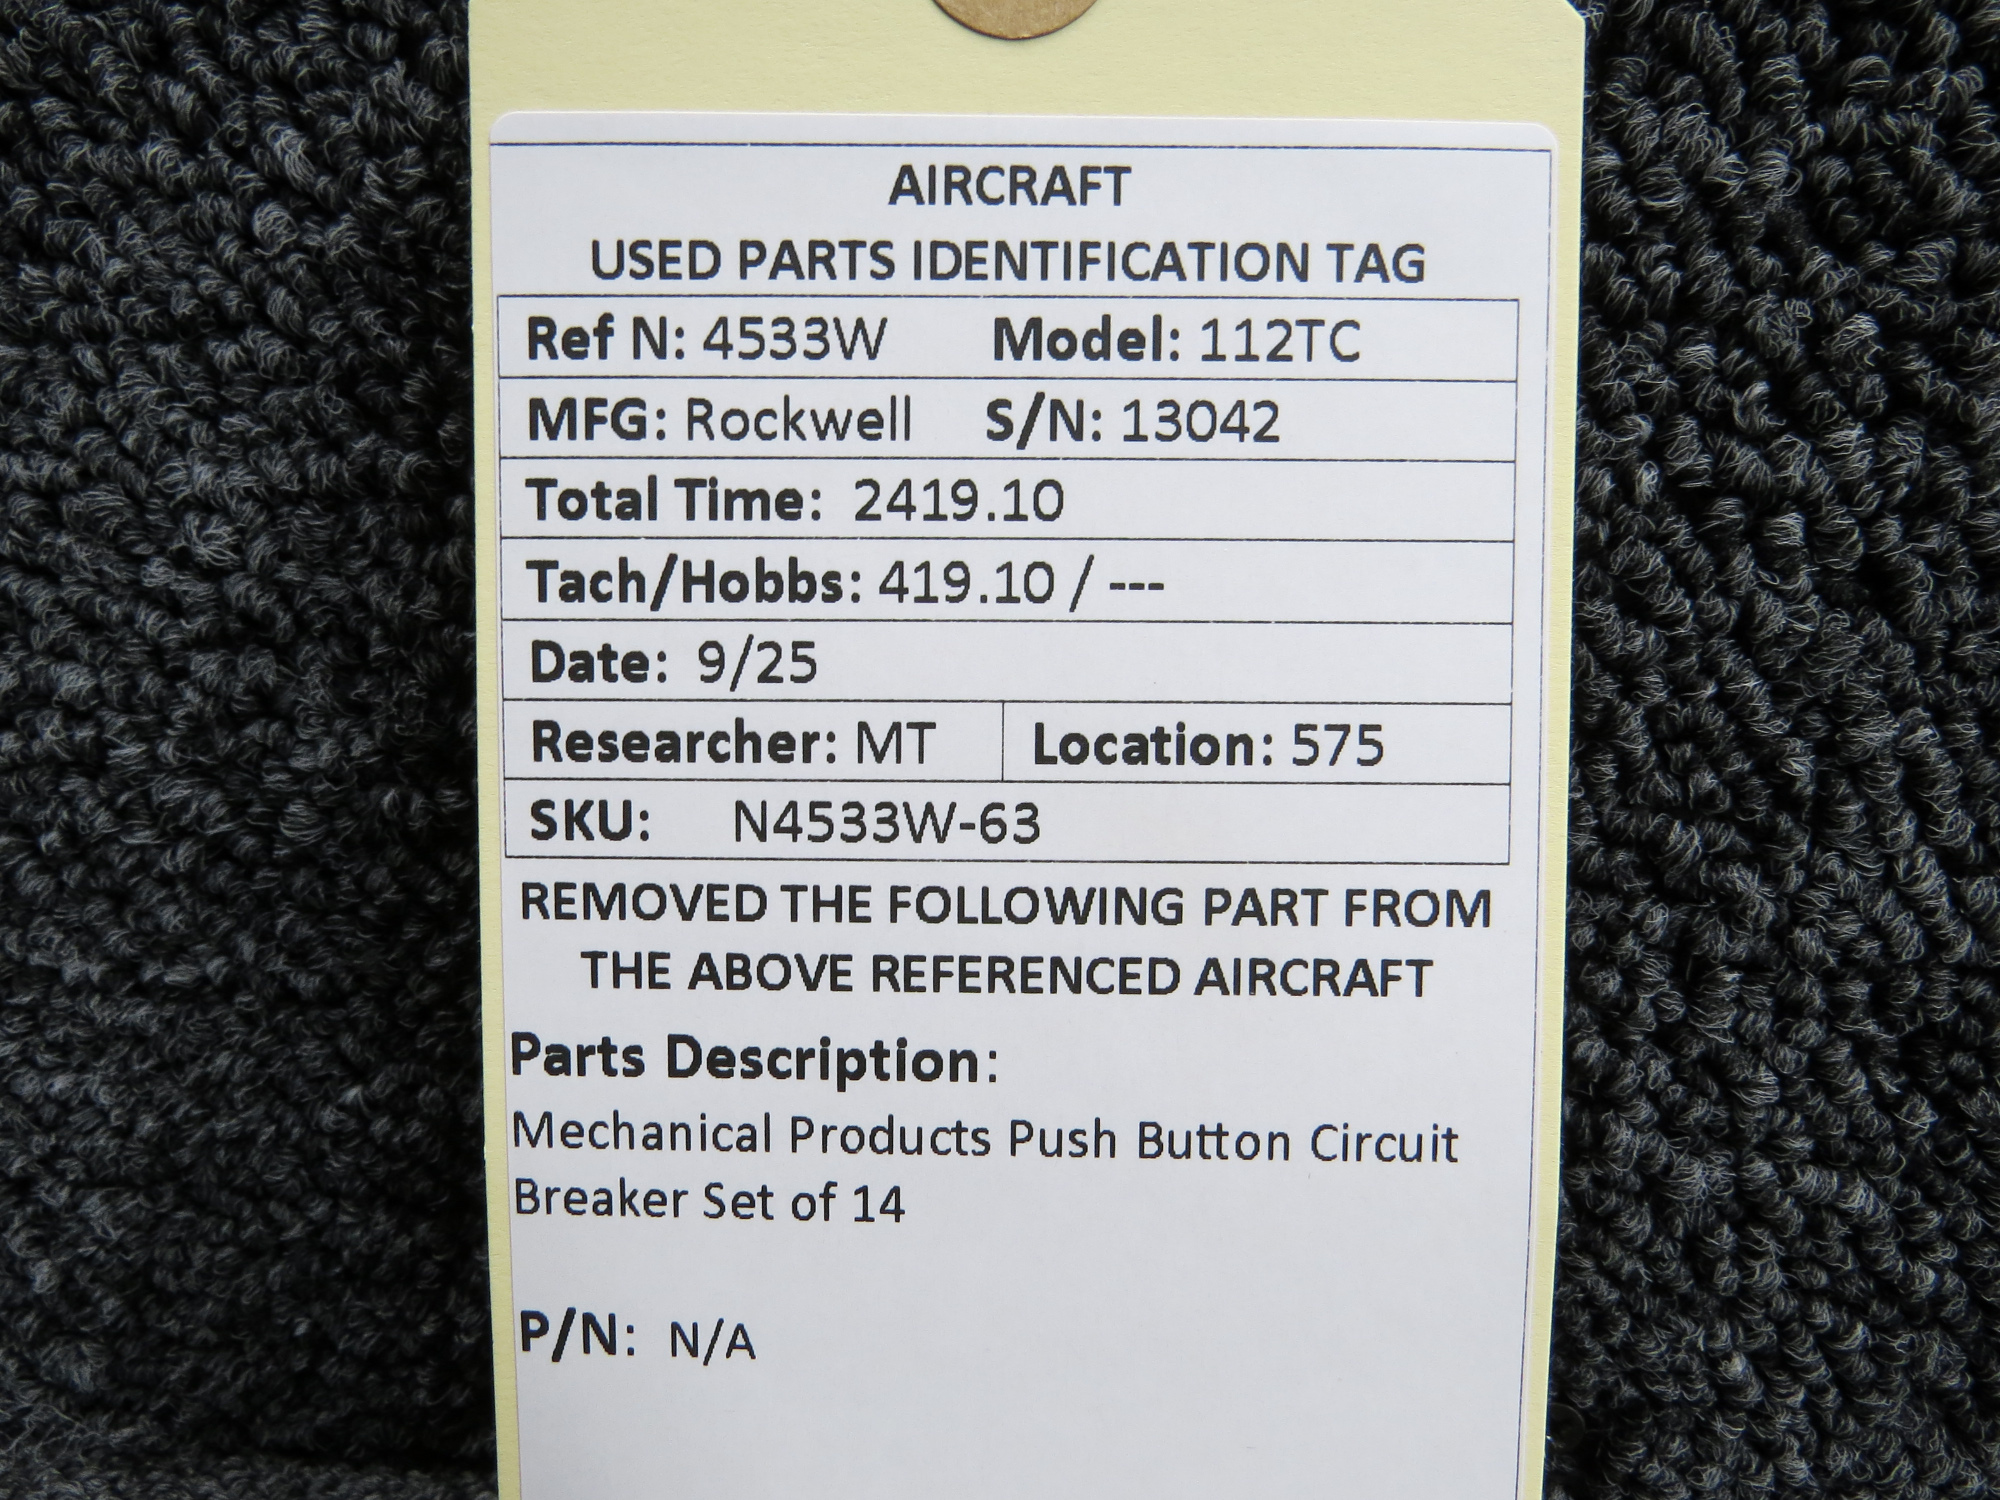 AIRCRAFT
USED PARTS IDENTIFICATION TAG
Ref N: 4533W Model: 112TC
MFG: Rockwell S/N: 13042
Total Time: 2419.10
Tach/Hobbs: 419.10 / ---
Date: 9/25
Researcher: MT Location: 575
SKU: N4533W-63
REMOVED THE FOLLOWING PART FROM
THE ABOVE REFERENCED AIRCRAFT
Parts Description:
Mechanical Products Push Button Circuit
Breaker Set of 14
P/N: N/A